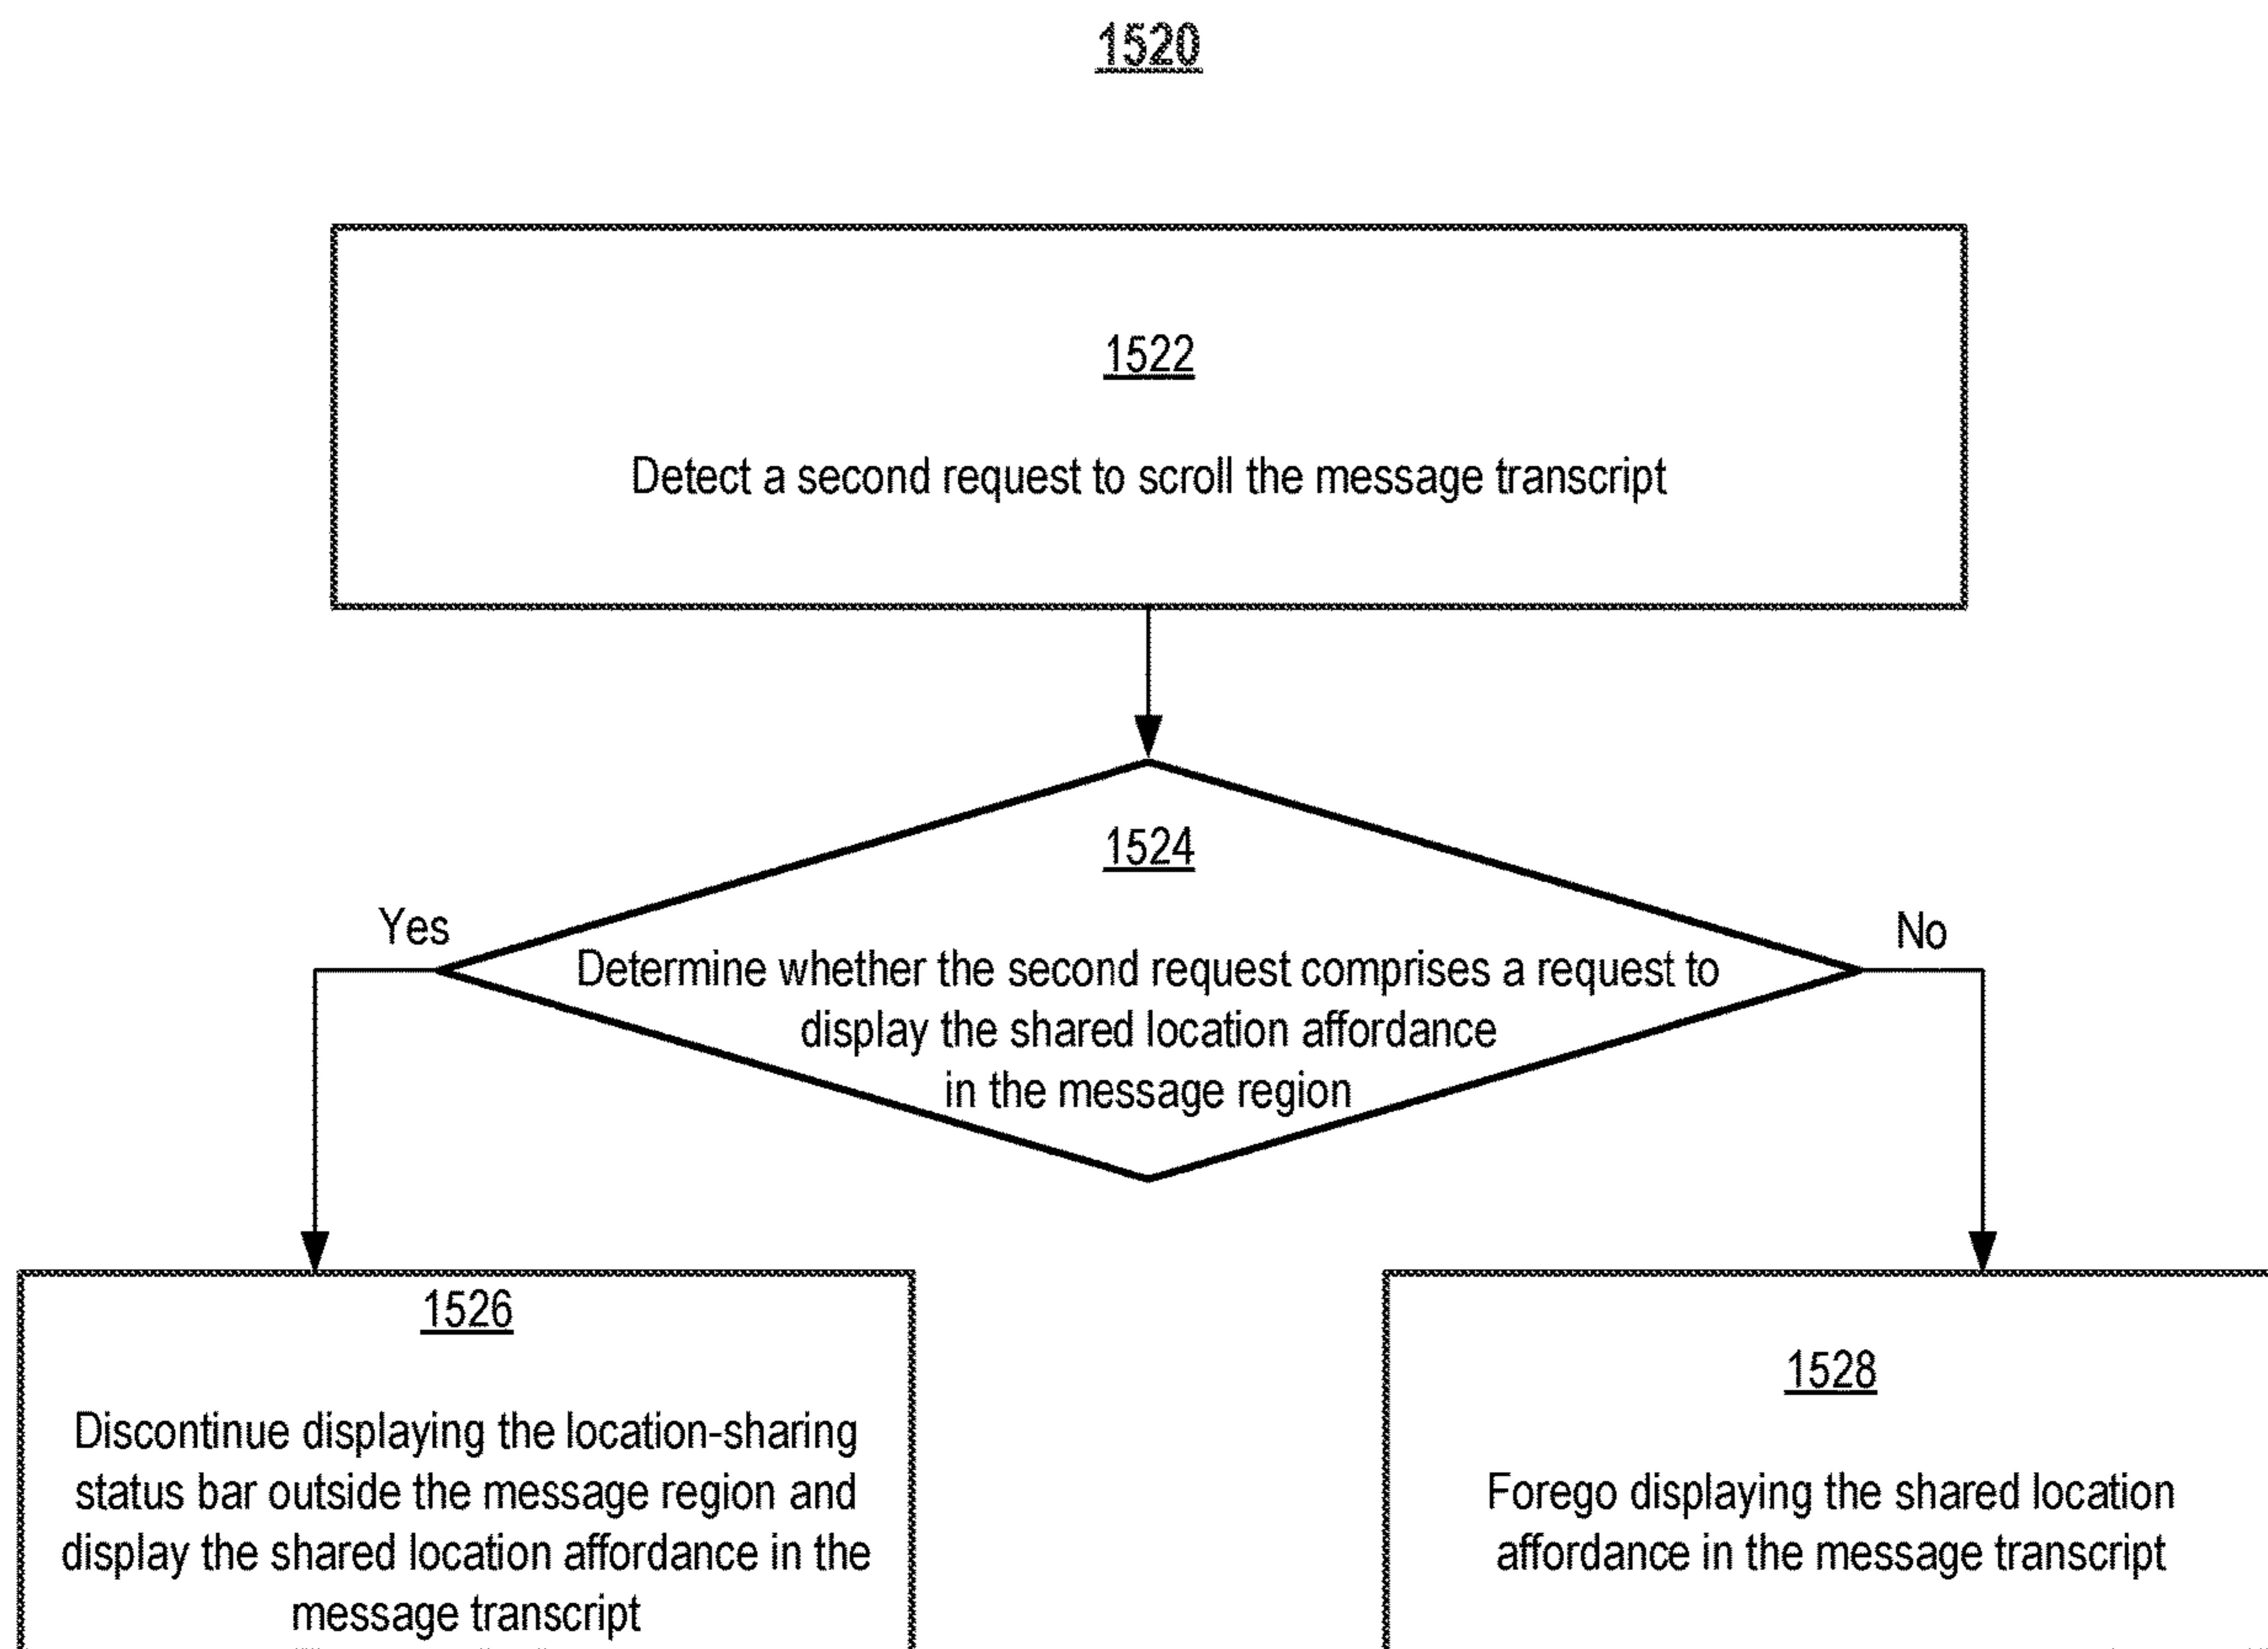 1520
1522
Detect a second request to scroll the message transcript
1524
Yes
No
Determine whether the second request comprises a request to
display the shared location affordance
in the message region
1526
Discontinue displaying the location-sharing
status bar outside the message region and
display the shared location affordance in the
message transcript
1528
Forego displaying the shared location
affordance in the message transcript